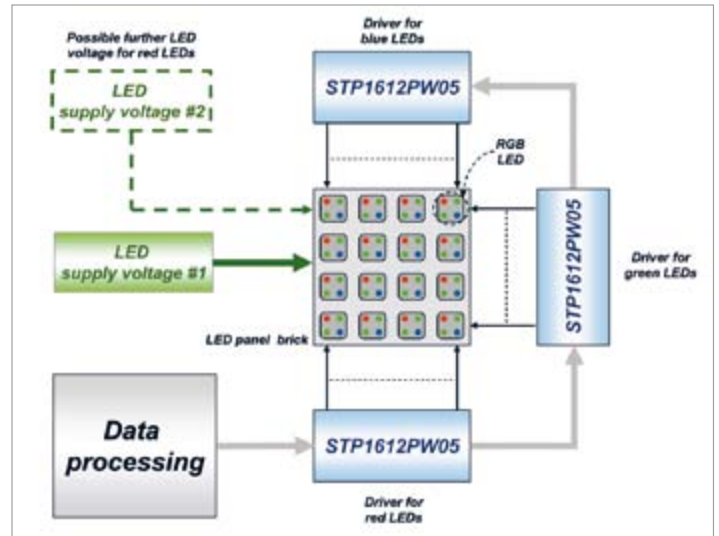 Possible further LED
voltage for red LEDs
LED
supply voltage #2
Driver for
blue LEDs
STP1612PW05
RGB
LED
LED
supply voltage #1
STP1612PW05
Driver for
green LEDs
LED panel brick
Data
processing
STP1612PW05
Driver for
red LEDs